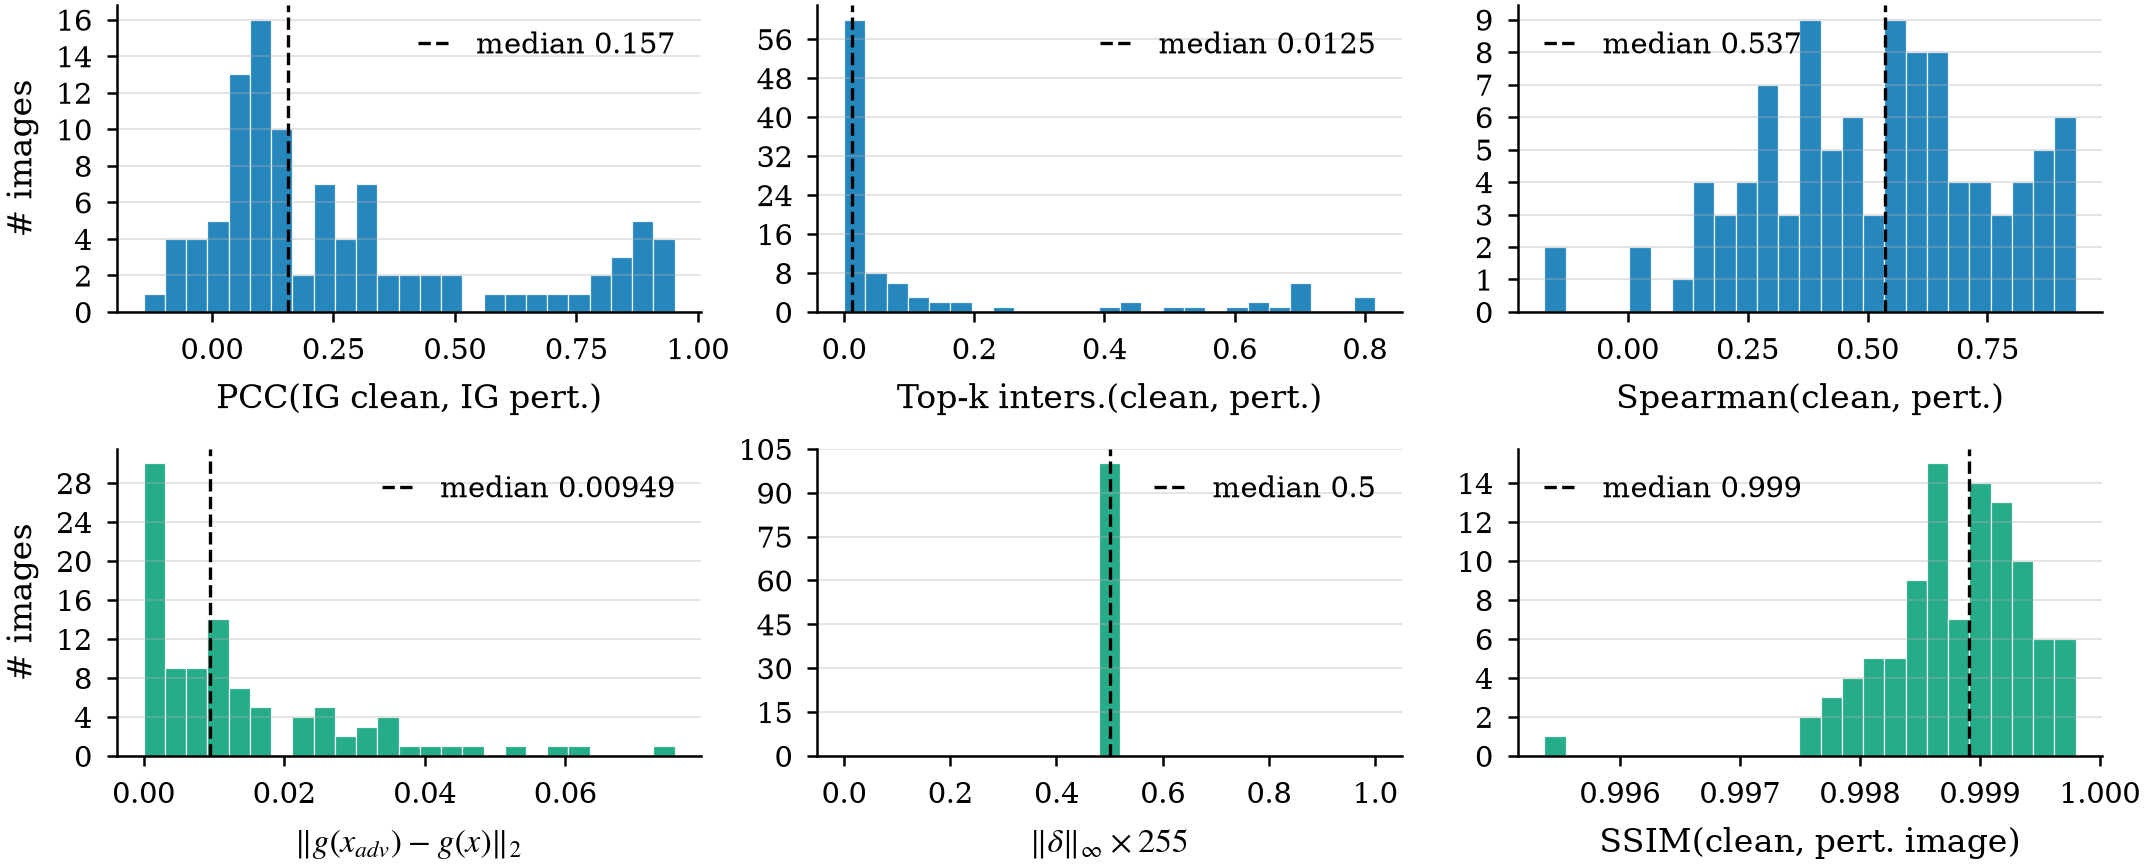 # images
16
14
12
10
8
6
4
2
0
median 0.157
0.00 0.25 0.50 0.75 1.00
PCC(IG clean, IG pert.)
56
48
40
32
24
16
8
0
median 0.0125
0.0 0.2 0.4 0.6 0.8
Top-k inters.(clean, pert.)
9
8
7
6
5
4
3
2
1
0
median 0.537
0.00 0.25 0.50 0.75
Spearman(clean, pert.)
# images
28
24
20
16
12
8
4
0
median 0.00949
0.00 0.02 0.04 0.06
‖g(x_adv) − g(x)‖₂
105
90
75
60
45
30
15
0
median 0.5
0.0 0.2 0.4 0.6 0.8 1.0
‖δ‖∞ × 255
14
12
10
8
6
4
2
0
median 0.999
0.996 0.997 0.998 0.999 1.000
SSIM(clean, pert. image)